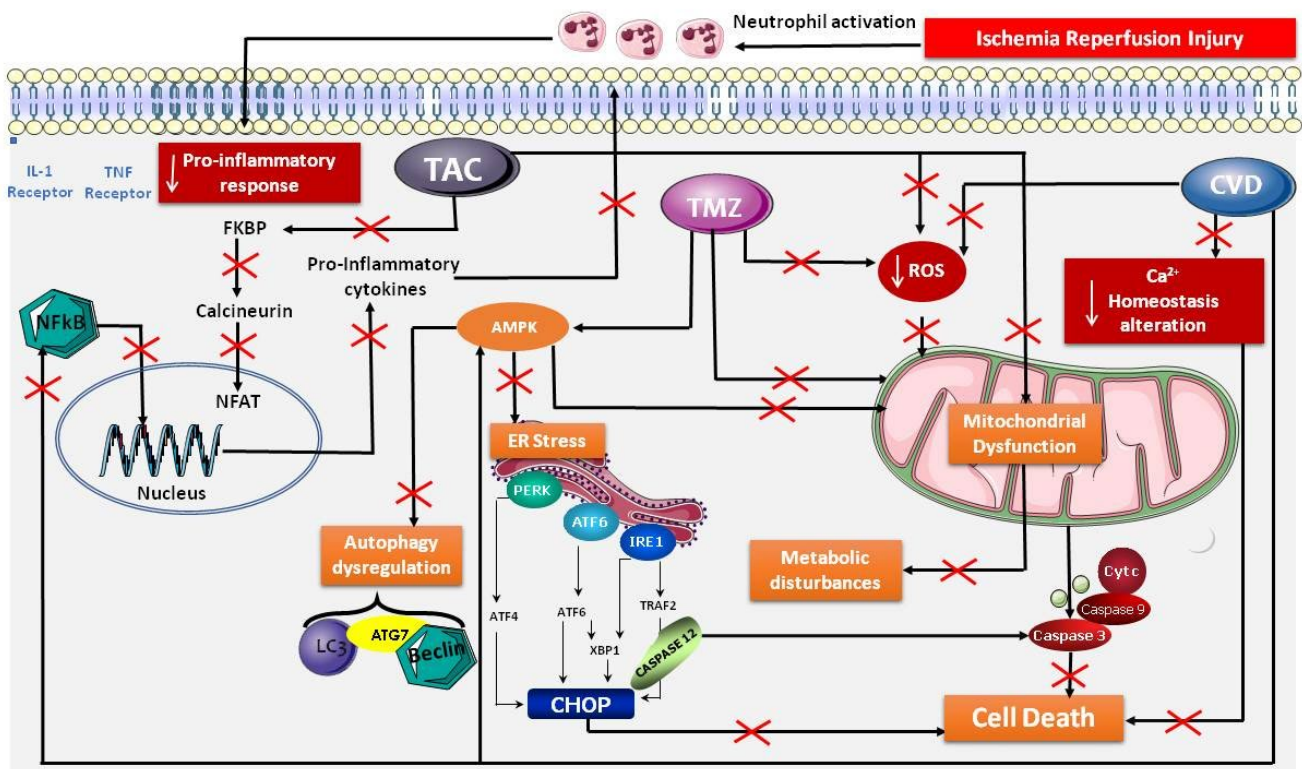 Neutrophil activation
Ischemia Reperfusion Injury
IL-1
Receptor
TNF
Receptor
Pro-inflammatory
response
TAC
TMZ
CVD
FKBP
ROS
Pro-Inflammatory
cytokines
Ca²⁺
Homeostasis
alteration
NFkB
Calcineurin
AMPK
NFAT
Nucleus
ER Stress
Mitochondrial
Dysfunction
PERK
ATF6
IRE1
Autophagy
dysregulation
Metabolic
disturbances
Cytc
Caspase 9
Caspase 3
ATF4
ATF6
TRAF2
XBP1
CASPASE 12
LC3
ATG7
Beclin
CHOP
Cell Death